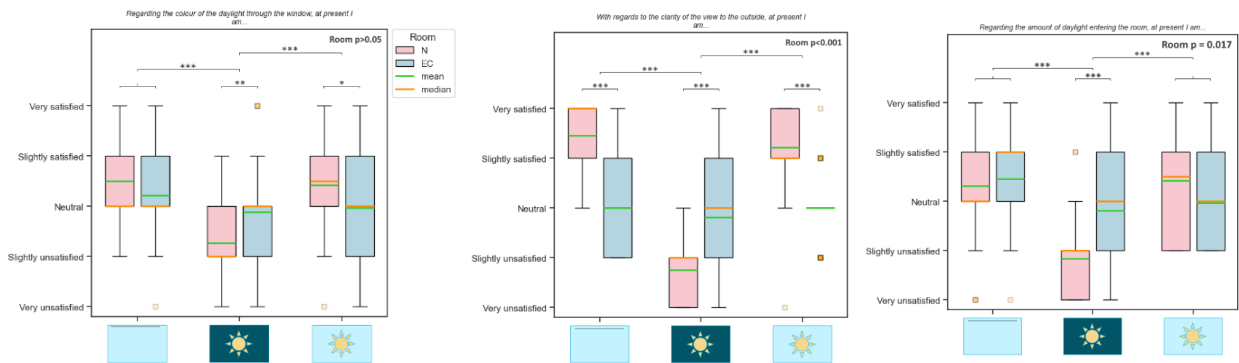 Regarding the colour of the daylight through the window, at present I
am...
Room p>0.05
***
***
**
*
Very satisfied
Slightly satisfied
Neutral
Slightly unsatisfied
Very unsatisfied
Room
N
EC
mean
median
With regards to the clarity of the view to the outside, at present I
am...
Room p<0.001
***
***
***
***
***
Very satisfied
Slightly satisfied
Neutral
Slightly unsatisfied
Very unsatisfied
Regarding the amount of daylight entering the room, at present I am...
Room p = 0.017
***
***
***
Very satisfied
Slightly satisfied
Neutral
Slightly unsatisfied
Very unsatisfied